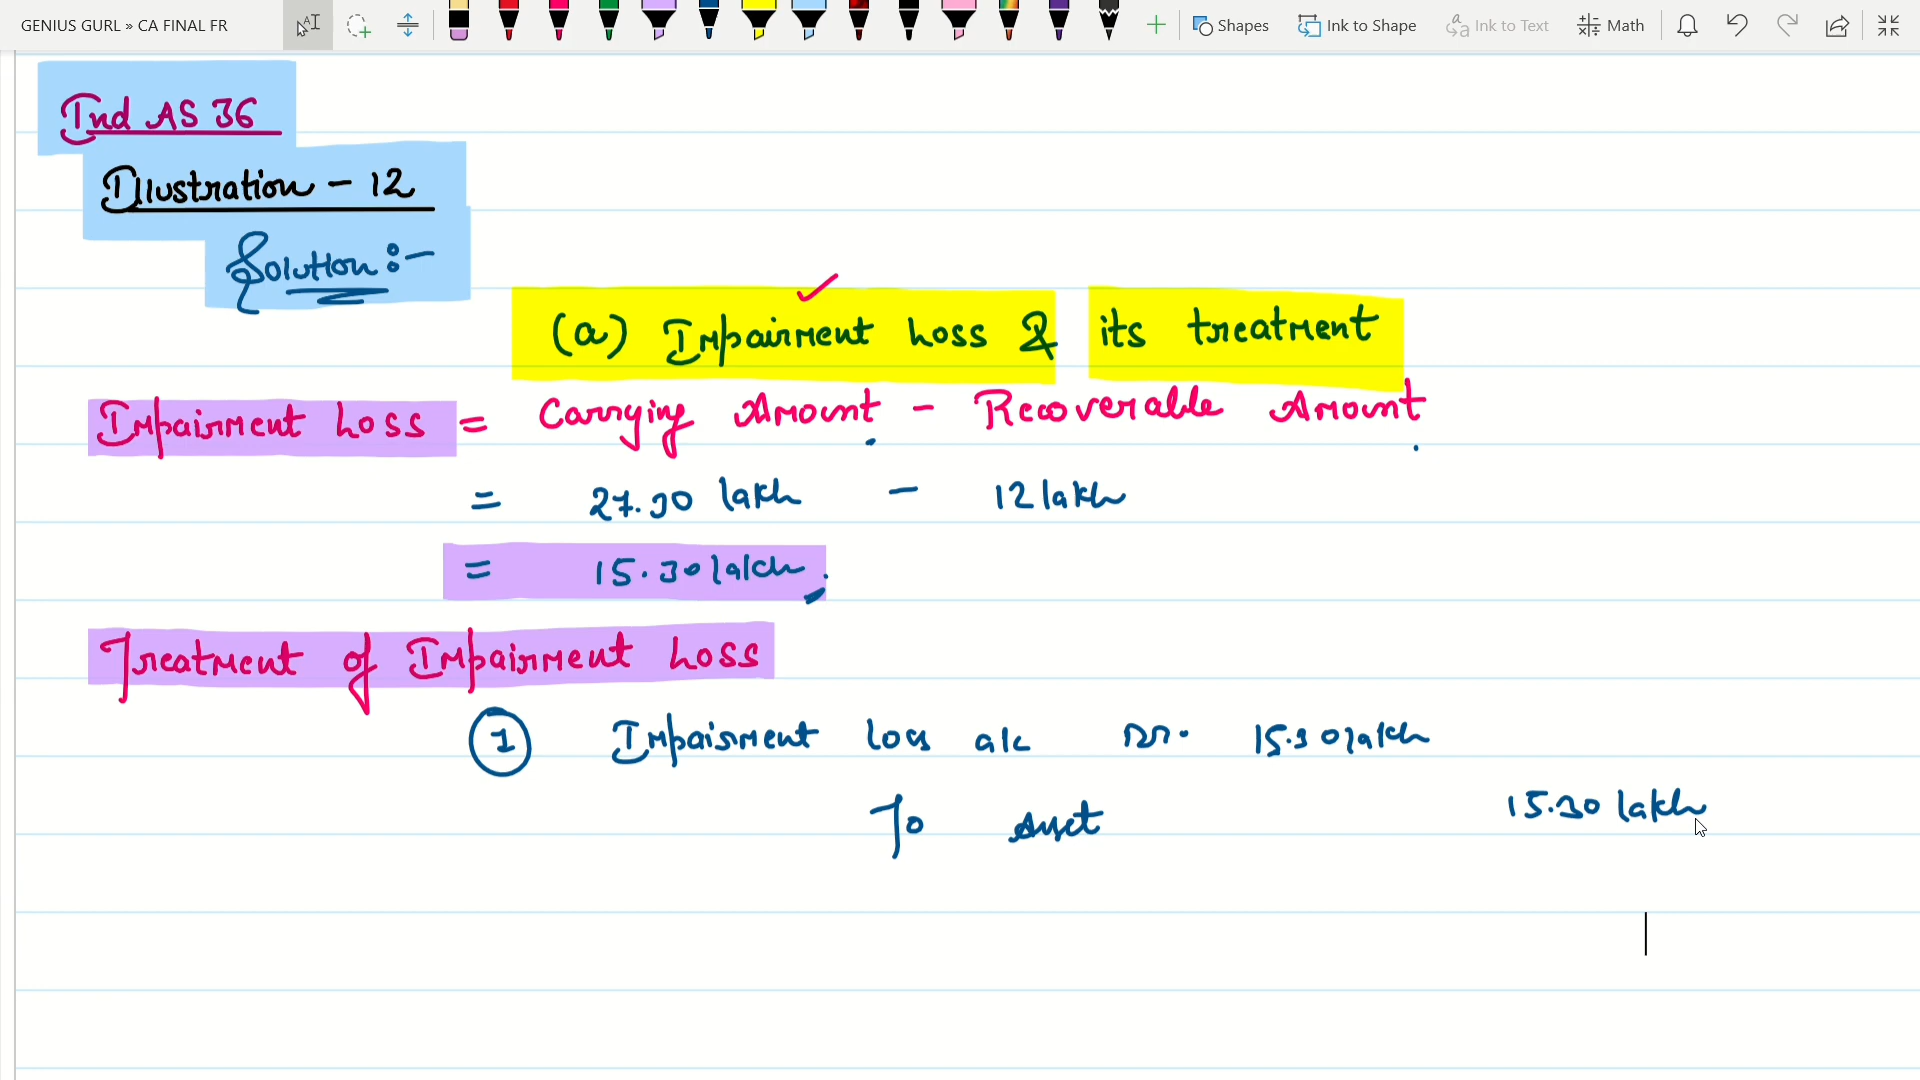 GENIUS GURL » CA FINAL FR
Shapes
Ink to Shape
Ink to Text
Math
Ind AS 36
Illustration - 12
Solution :-
(a) Impairment Loss & its treatment
Impairment Loss = Carrying Amount - Recoverable Amount
= 27.30 lakh - 12 lakh
= 15.30 lakh.
Treatment of Impairment Loss
1 Impairment loss a/c Dr. 15.30 lakh
To Asset 15.30 lakh